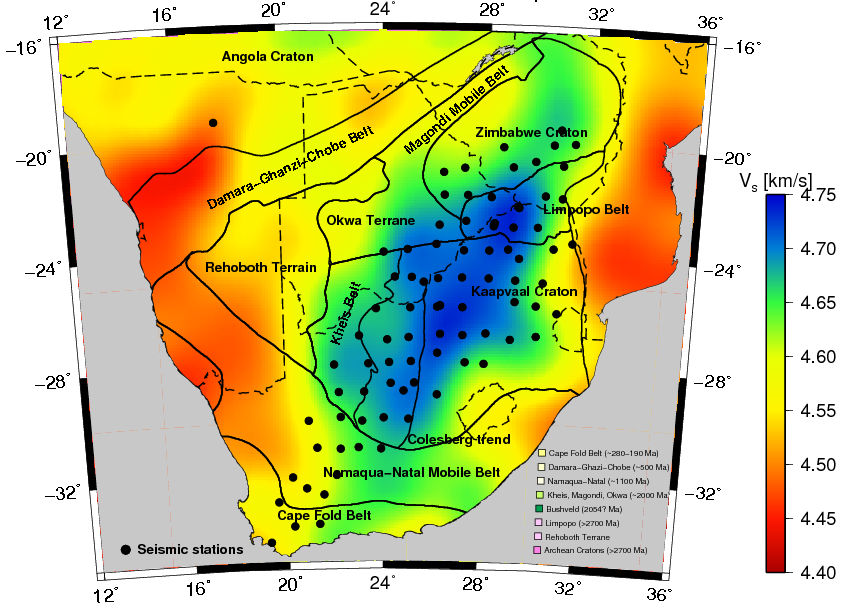 12° 20° 24° 28° 32° 36°
−16° −16°
Angola Craton
Magondi Mobile Belt
Zimbabwe Craton
Damara−Ghanzi−Chobe Belt
−20° −20°
Vs [km/s]
4.75
Okwa Terrane
Limpopo Belt
4.70
Rehoboth Terrain
−24° −24°
Kaapvaal Craton
4.65
Kheis Belt
4.60
−28° −28°
4.55
Colesberg trend
Cape Fold Belt (~280−190 Ma)
Damara−Ghazi−Chobe (~500 Ma)
4.50
Namaqua−Natal Mobile Belt
Namaqua−Natal (~1100 Ma)
−32° −32°
Kheis, Magondi, Okwa (~2000 Ma)
Bushveld (2054? Ma)
4.45
Cape Fold Belt
Limpopo (>2700 Ma)
Rehoboth Terrane
Seismic stations
Archean Cratons (>2700 Ma)
4.40
12° 16° 20° 24° 28° 32° 36°